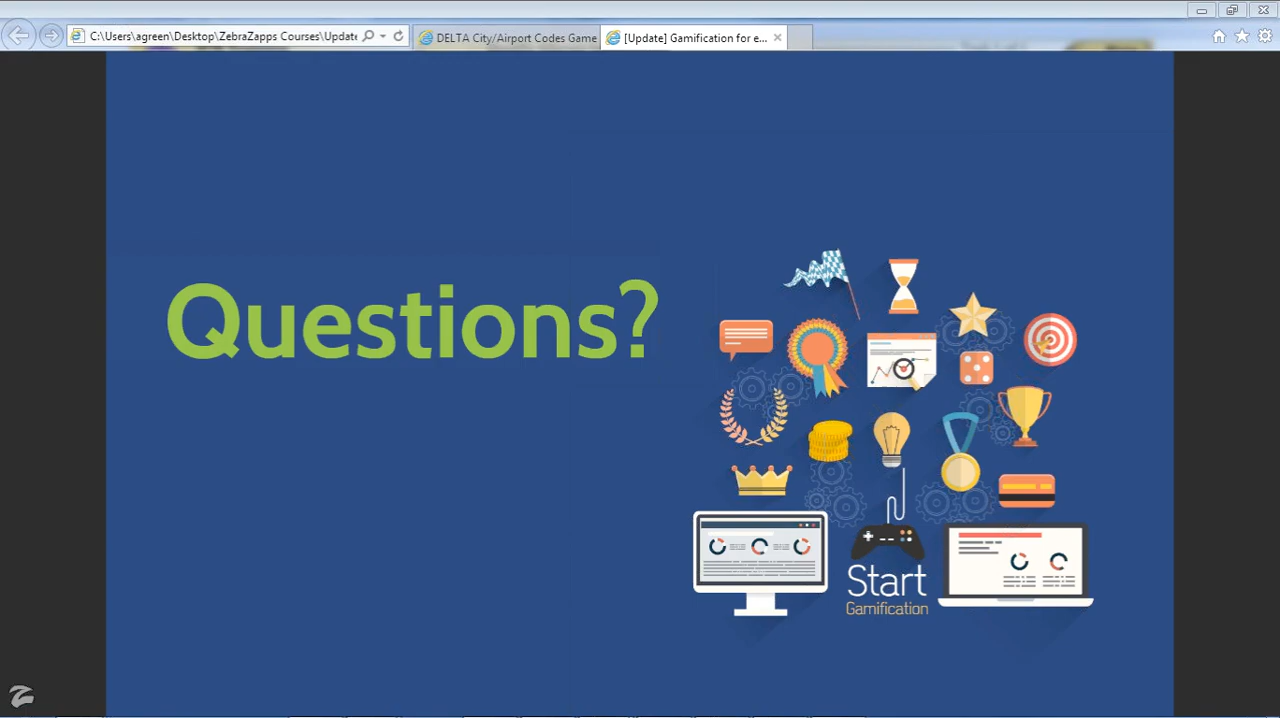 C:\Users\agreen\Desktop\ZebraZapps Courses\Update
DELTA City/Airport Codes Game
[Update] Gamification for e...
Questions?
Start
Gamification